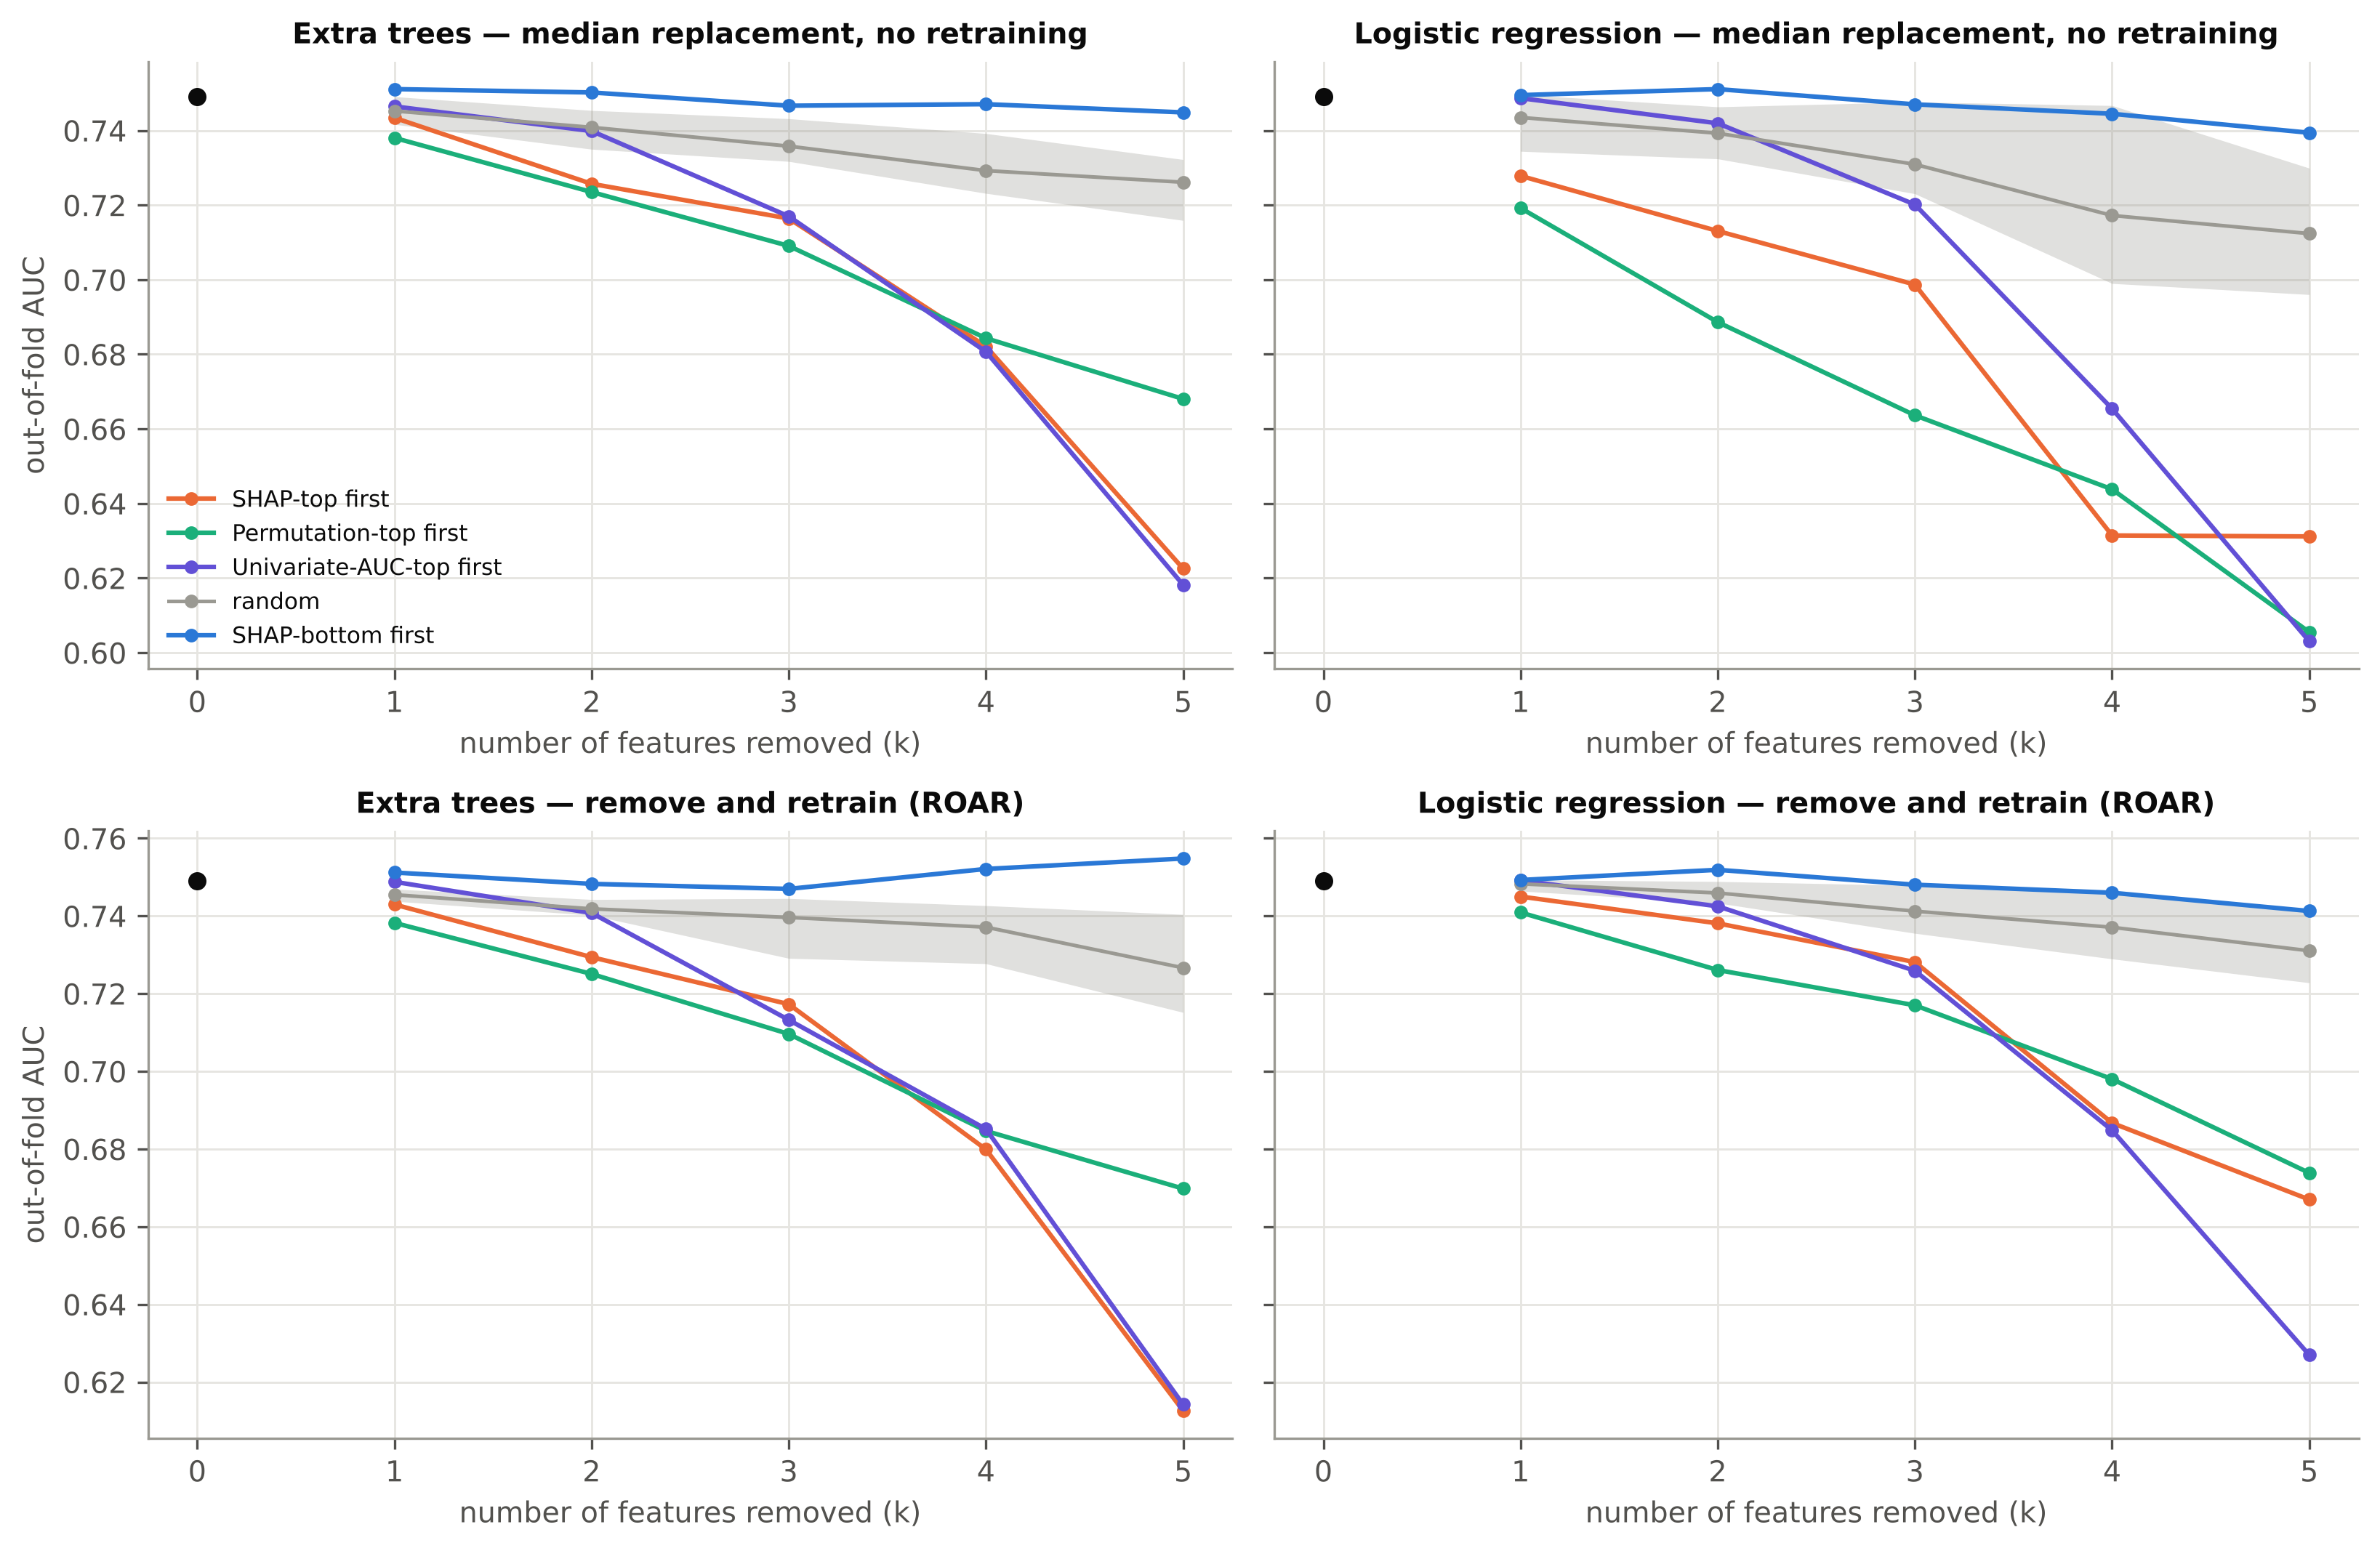 Extra trees — median replacement, no retraining
Logistic regression — median replacement, no retraining
out-of-fold AUC
0.74
0.72
0.70
0.68
0.66
0.64
0.62
0.60
SHAP-top first
Permutation-top first
Univariate-AUC-top first
random
SHAP-bottom first
0 1 2 3 4 5
0 1 2 3 4 5
number of features removed (k)
number of features removed (k)
Extra trees — remove and retrain (ROAR)
Logistic regression — remove and retrain (ROAR)
out-of-fold AUC
0.76
0.74
0.72
0.70
0.68
0.66
0.64
0.62
0 1 2 3 4 5
0 1 2 3 4 5
number of features removed (k)
number of features removed (k)